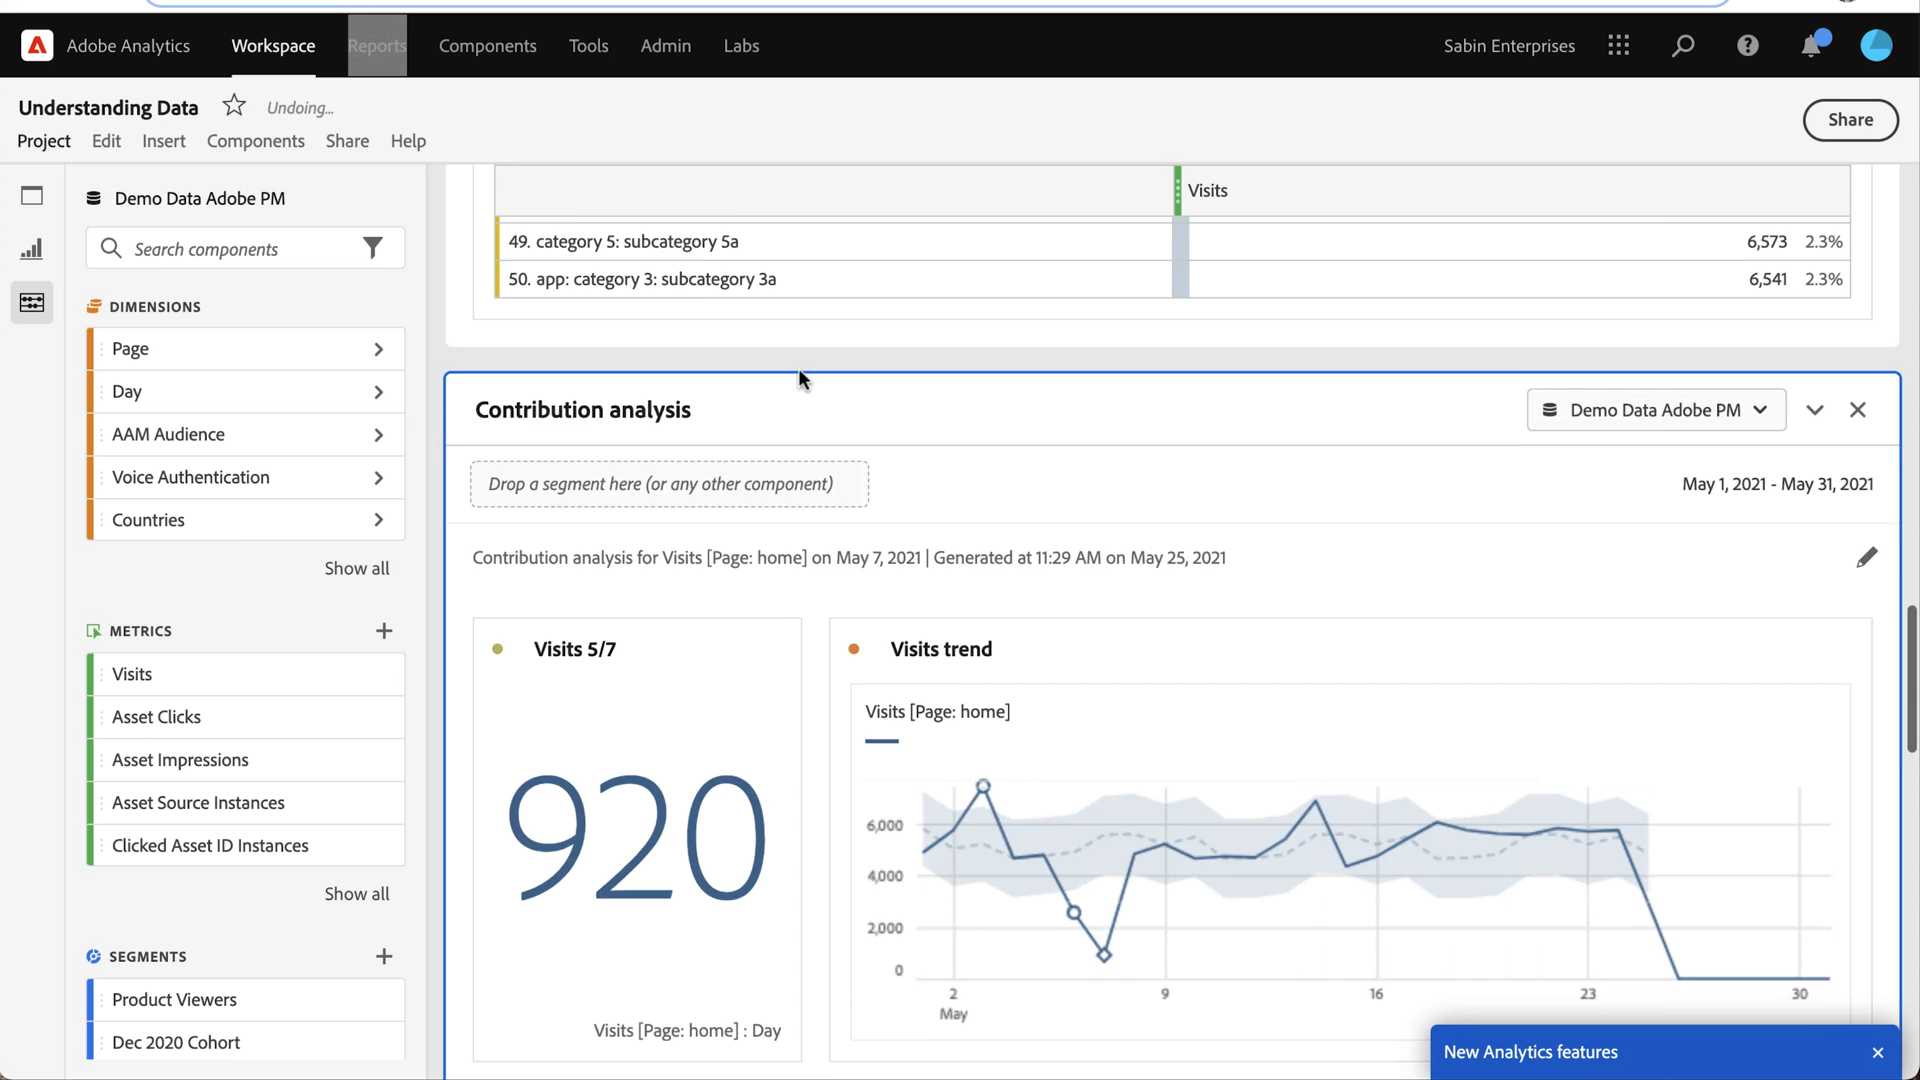 Adobe Analytics Workspace Reports Components Tools Admin Labs Sabin Enterprises
Understanding Data Undoing...
Share
Project Edit Insert Components Share Help
Demo Data Adobe PM
Search components
DIMENSIONS
Page
Day
AAM Audience
Voice Authentication
Countries
Show all
METRICS
Visits
Asset Clicks
Asset Impressions
Asset Source Instances
Clicked Asset ID Instances
Show all
SEGMENTS
Product Viewers
Dec 2020 Cohort
Visits
49. category 5: subcategory 5a 6,573 2.3%
50. app: category 3: subcategory 3a 6,541 2.3%
Contribution analysis Demo Data Adobe PM
Drop a segment here (or any other component) May 1, 2021 - May 31, 2021
Contribution analysis for Visits [Page: home] on May 7, 2021 | Generated at 11:29 AM on May 25, 2021
Visits 5/7
920
Visits [Page: home] : Day
Visits trend
Visits [Page: home]
6,000
4,000
2,000
0
2 9 16 23 30
May
New Analytics features